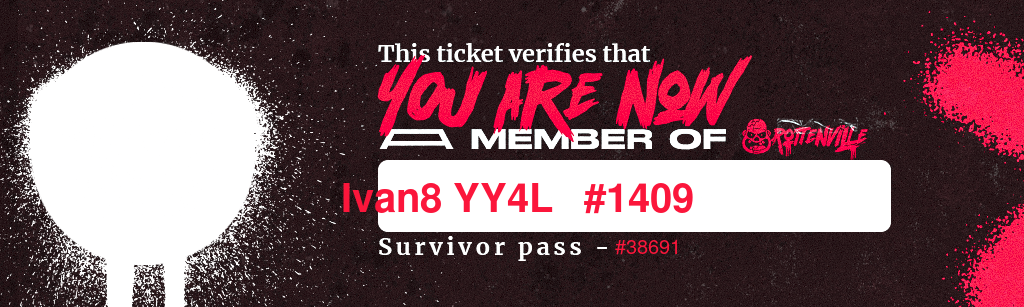 This ticket verifies that
YOU ARE NOW
A MEMBER OF ROTTENVILLE
Ivan8 YY4L #1409
Survivor pass - #38691